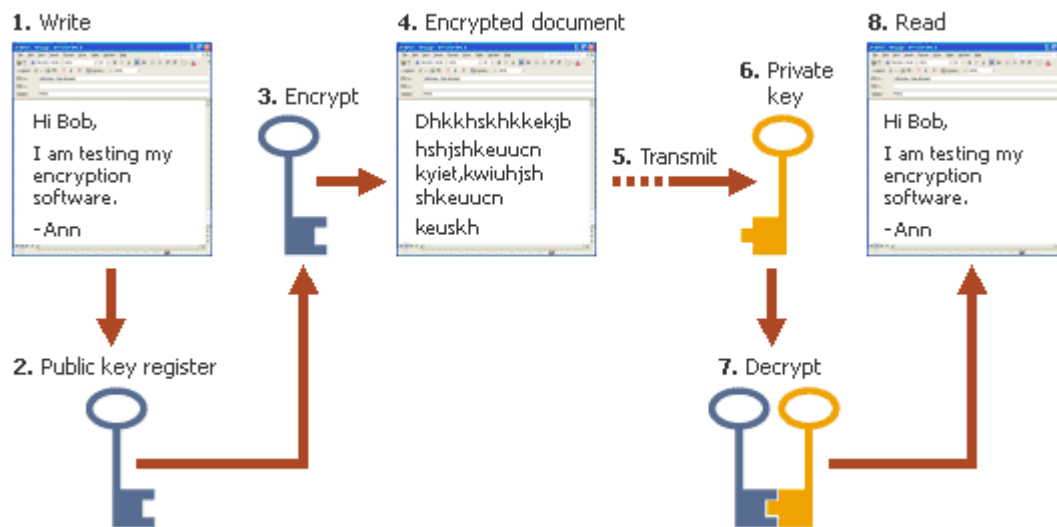 1. Write
Hi Bob,
I am testing my
encryption
software.
-Ann
2. Public key register
3. Encrypt
4. Encrypted document
Dhkkhskhkkekjb
hshjshkeuucn
kyiet,kwiuhjsh
shkeuucn
keuskh
5. Transmit
6. Private
key
7. Decrypt
8. Read
Hi Bob,
I am testing my
encryption
software.
-Ann